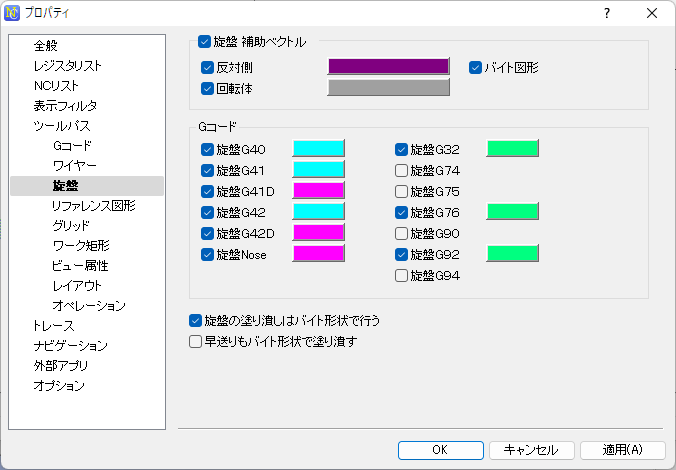 プロパティ
?
全般
レジスタリスト
NCリスト
表示フィルタ
ツールパス
Gコード
ワイヤー
旋盤
リファレンス図形
グリッド
ワーク矩形
ビュー属性
レイアウト
オペレーション
トレース
ナビゲーション
外部アプリ
オプション
旋盤 補助ベクトル
反対側
バイト図形
回転体
Gコード
旋盤G40
旋盤G32
旋盤G41
旋盤G74
旋盤G41D
旋盤G75
旋盤G42
旋盤G76
旋盤G42D
旋盤G90
旋盤Nose
旋盤G92
旋盤G94
旋盤の塗り潰しはバイト形状で行う
早送りもバイト形状で塗り潰す
OK
キャンセル
適用(A)